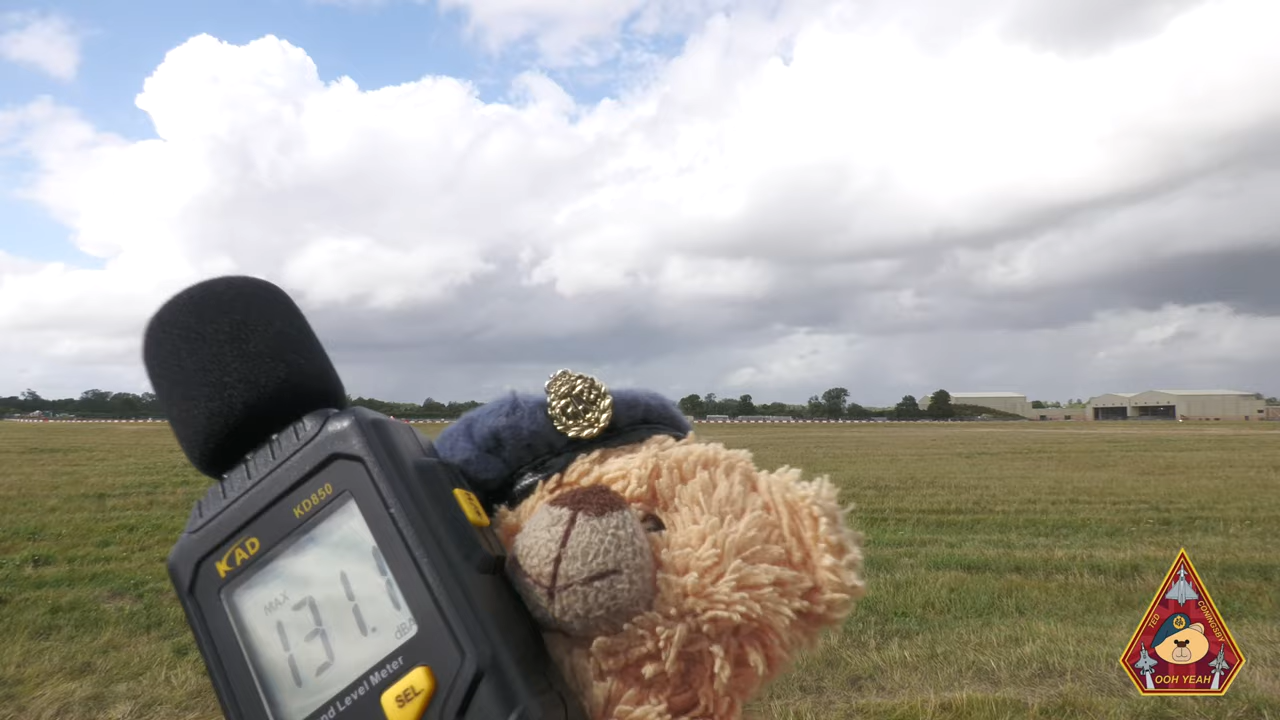 KAD
KD850
MAX
131.1
dBA
nd Level Meter
SEL
TED
CONINGSBY
OOH YEAH